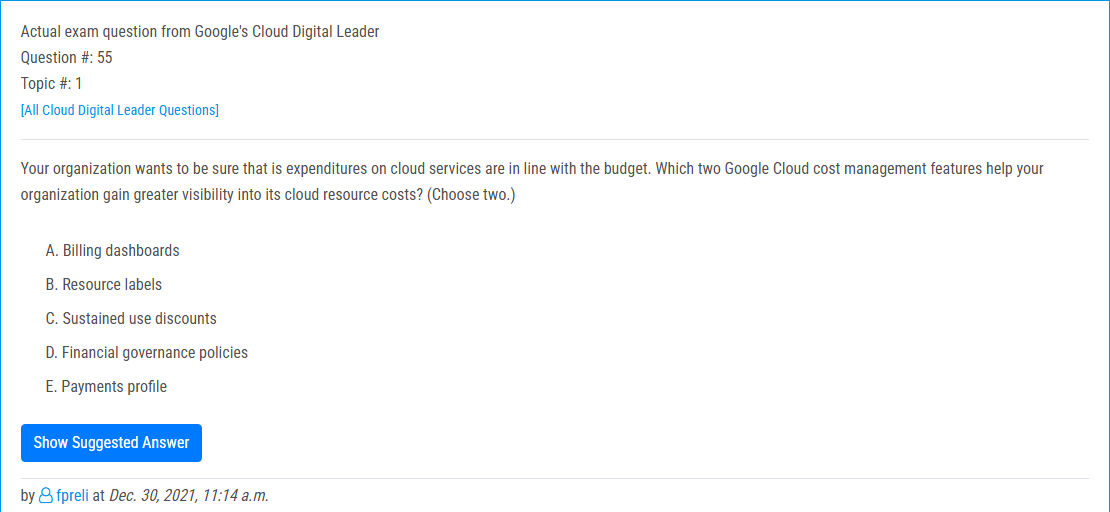 Actual exam question from Google's Cloud Digital Leader
Question #: 55
Topic #: 1
[All Cloud Digital Leader Questions]
Your organization wants to be sure that is expenditures on cloud services are in line with the budget. Which two Google Cloud cost management features help your
organization gain greater visibility into its cloud resource costs? (Choose two.)
A. Billing dashboards
B. Resource labels
C. Sustained use discounts
D. Financial governance policies
E. Payments profile
Show Suggested Answer
by fpreli at Dec. 30, 2021, 11:14 a.m.